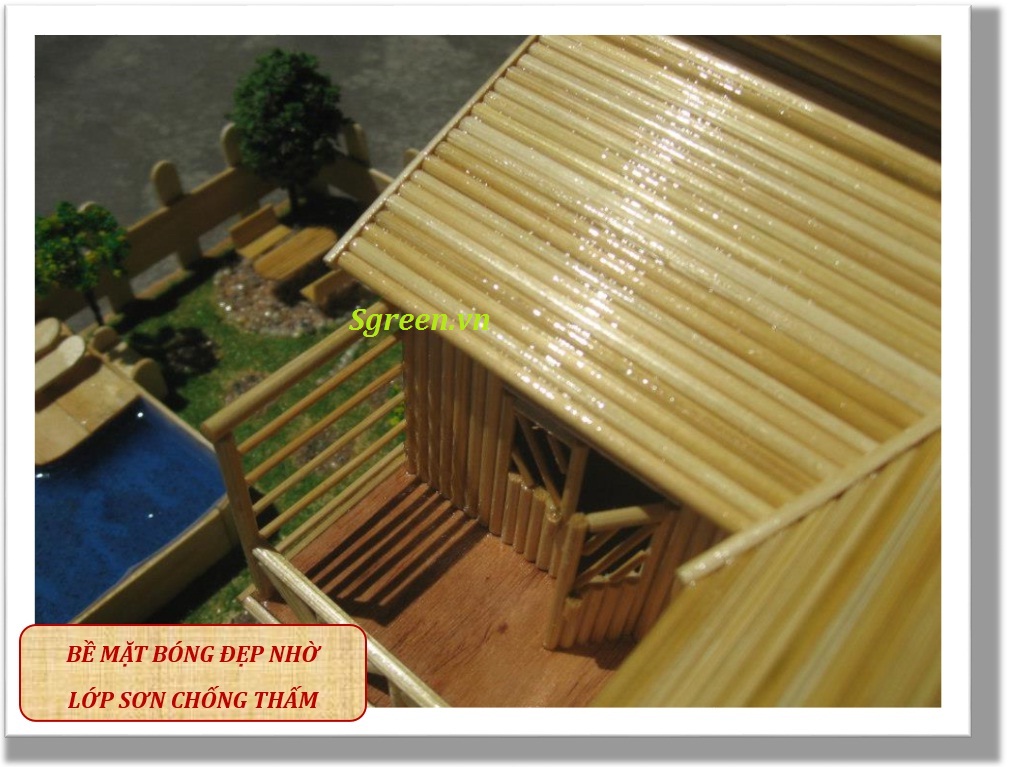 Sgreen.vn
BỀ MẶT BÓNG ĐẸP NHỜ
LỚP SƠN CHỐNG THẤM